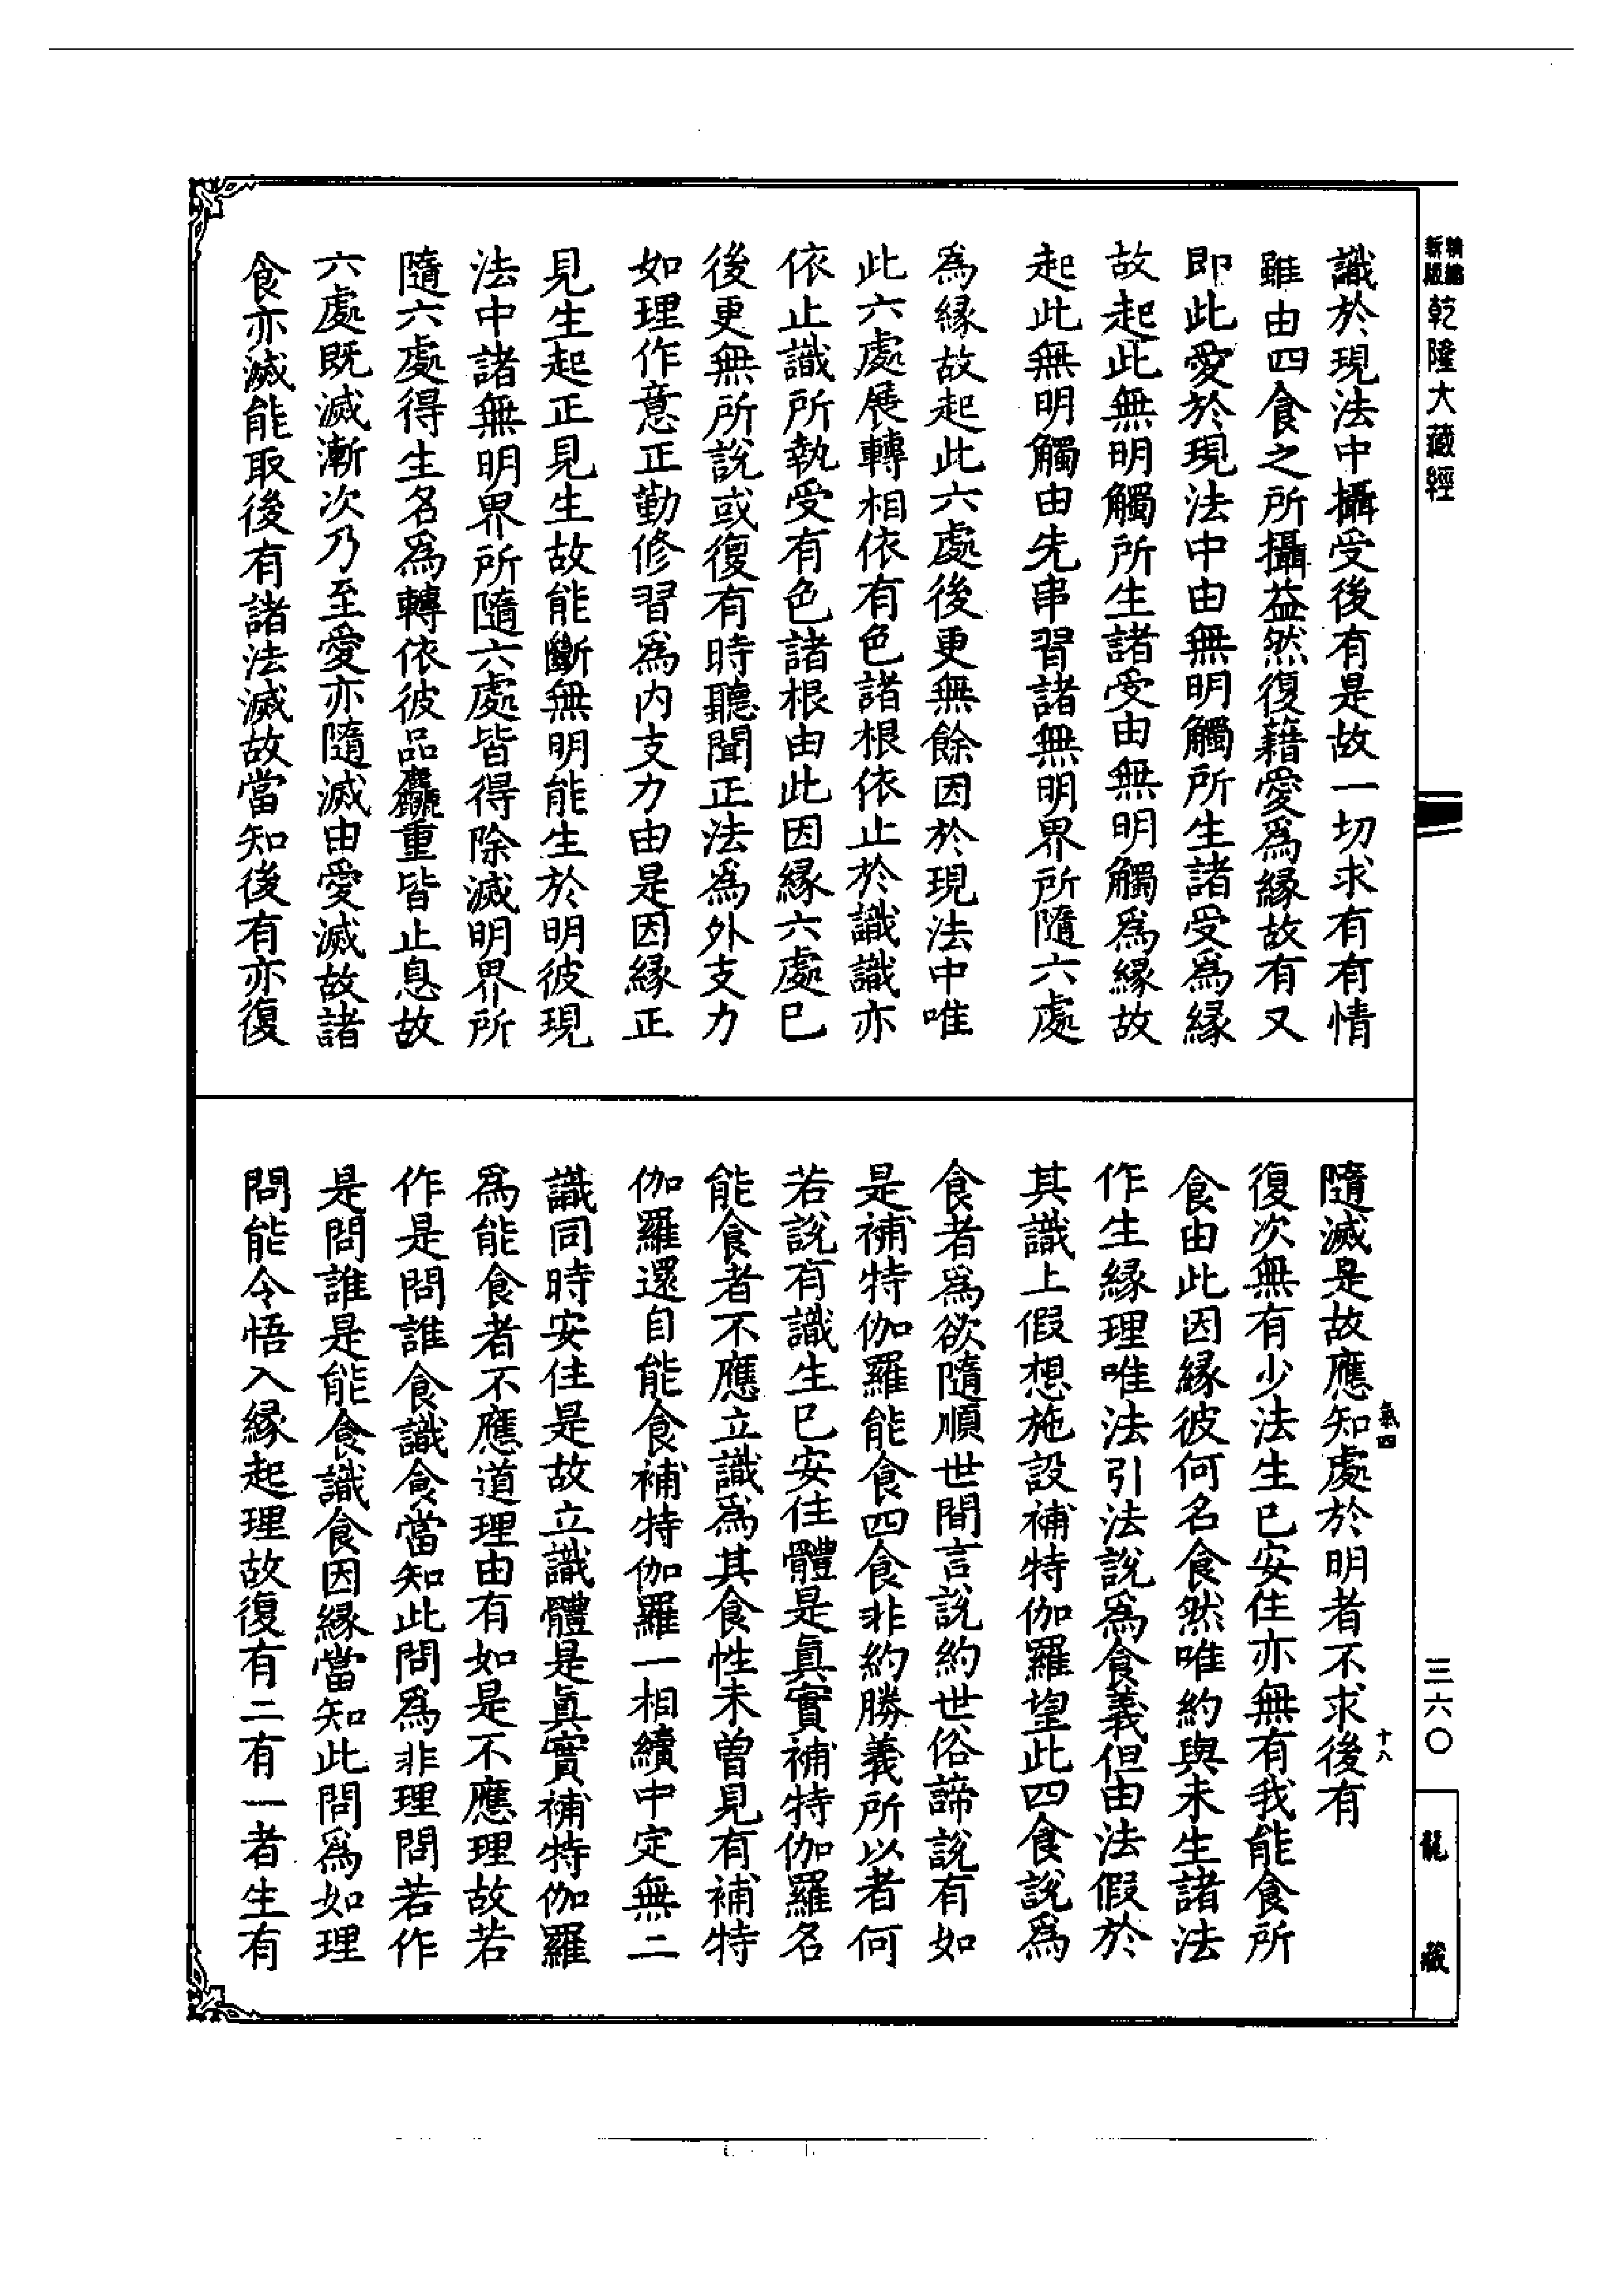 新版
精編
乾隆大藏經
三六〇
龍藏
識於現法中攝受後有是故一切求有有情
雖由四食之所攝益然復藉愛爲緣故有又
即此愛於現法中由無明觸所生諸受爲緣
故起此無明觸所生諸受由無明觸爲緣故
起此無明觸由先串習諸無明界所隨六處
爲緣故起此六處後更無餘因於現法中唯
此六處展轉相依有色諸根依止於識識亦
依止識所執受有色諸根由此因緣六處已
後更無所說或復有時聽聞正法爲外支力
如理作意正勤修習爲內支力由是因緣正
見生起正見生故能斷無明能生於明彼現
法中諸無明界所隨六處皆得除滅明界所
隨六處得生名爲轉依彼品麤重皆止息故
六處既滅漸次乃至愛亦隨滅由愛滅故諸
食亦滅能取後有諸法滅故當知後有亦復
隨滅是故應知處於明者不求後有
氣四
十八
復次無有少法生已安住亦無有我能食所
食由此因緣彼何名食然唯約與未生諸法
作生緣理唯法引法說爲食義但由法假於
其識上假想施設補特伽羅望此四食說爲
食者爲欲隨順世間言說約世俗諦說有如
是補特伽羅能食四食非約勝義所以者何
若說有識生已安住體是真實補特伽羅名
能食者不應立識爲其食性未曾見有補特
伽羅還自能食補特伽羅一相續中定無二
識同時安住是故立識體是真實補特伽羅
爲能食者不應道理由有如是不應理故若
作是問誰食識食當知此問爲非理問若作
是問誰是能食識食因緣當知此問爲如理
問能令悟入緣起理故復有二有一者生有